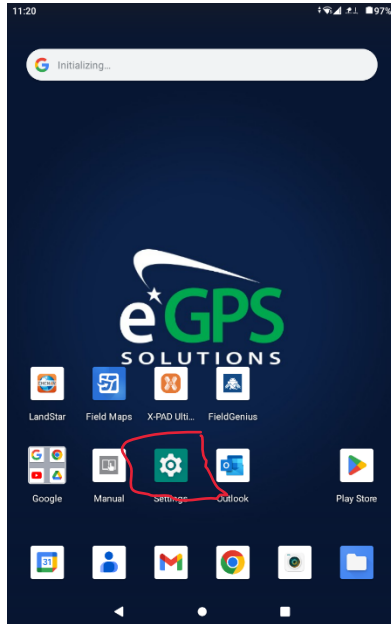 11:20
97%
Initializing...
eGPS
SOLUTIONS
LandStar
Field Maps
X-PAD Ulti...
FieldGenius
Google
Manual
Settings
Outlook
Play Store
31